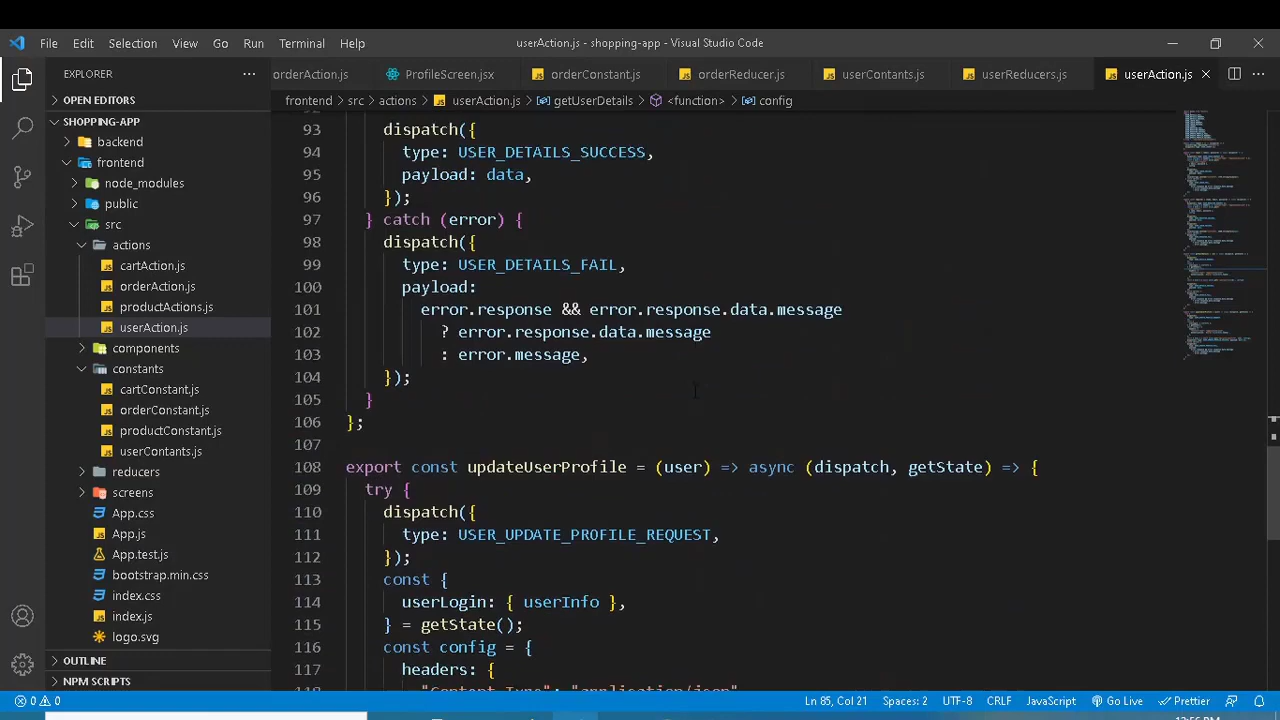 File Edit Selection View Go Run Terminal Help userAction.js - shopping-app - Visual Studio Code
EXPLORER
orderAction.js ProfileScreen.jsx orderConstant.js orderReducer.js userContants.js userReducers.js userAction.js
OPEN EDITORS
frontend > src > actions > userAction.js > getUserDetails > <function> > config
SHOPPING-APP
backend
frontend
node_modules
public
src
actions
cartAction.js
orderAction.js
productActions.js
userAction.js
components
constants
cartConstant.js
orderConstant.js
productConstant.js
userContants.js
reducers
screens
App.css
App.js
App.test.js
bootstrap.min.css
index.css
index.js
logo.svg
OUTLINE
NPM SCRIPTS
93 dispatch({
94 type: USER_DETAILS_SUCCESS,
95 payload: data,
96 });
97 } catch (error) {
98 dispatch({
99 type: USER_DETAILS_FAIL,
100 payload:
101 error.response && error.response.data.message
102 ? error.response.data.message
103 : error.message,
104 });
105 }
106 };
107
108 export const updateUserProfile = (user) => async (dispatch, getState) => {
109 try {
110 dispatch({
111 type: USER_UPDATE_PROFILE_REQUEST,
112 });
113 const {
114 userLogin: { userInfo },
115 } = getState();
116 const config = {
117 headers: {
"Content-Type": "application/json"
0 0 Ln 85, Col 21 Spaces: 2 UTF-8 CRLF JavaScript Go Live Prettier